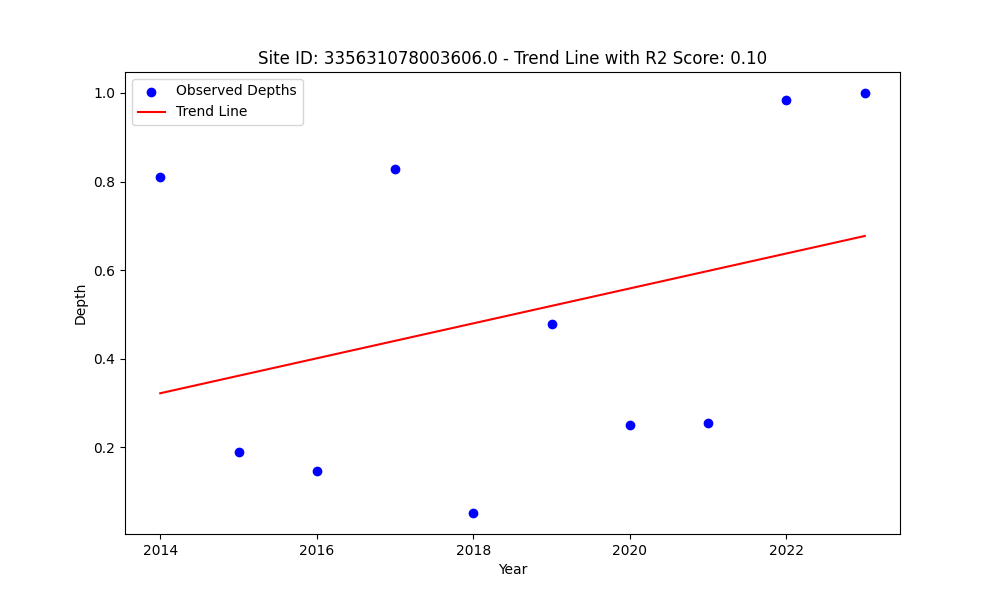 Site ID: 335631078003606.0 - Trend Line with R2 Score: 0.10
Observed Depths
Trend Line
1.0
0.8
0.6
0.4
0.2
Depth
2014
2016
2018
2020
2022
Year